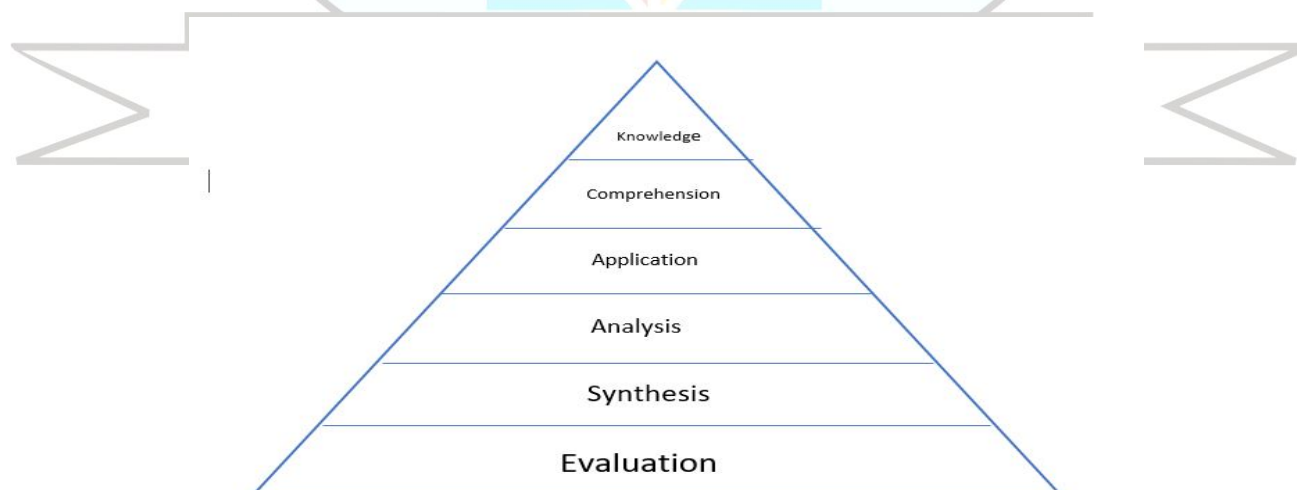 Knowledge
Comprehension
Application
Analysis
Synthesis
Evaluation